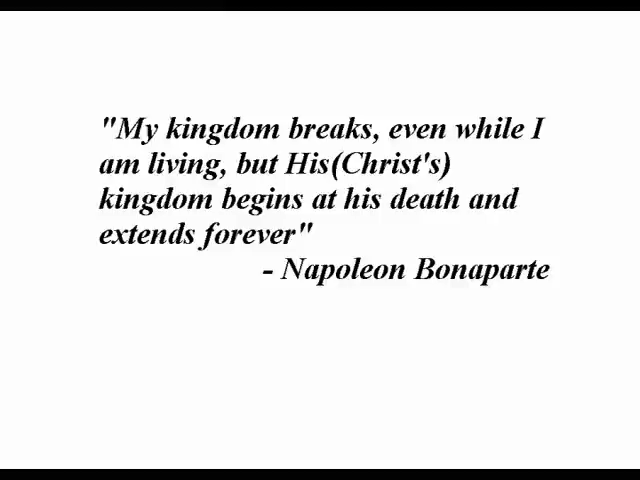 "My kingdom breaks, even while I
am living, but His(Christ's)
kingdom begins at his death and
extends forever"
- Napoleon Bonaparte